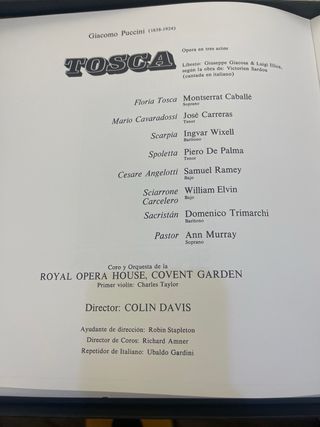 Giacomo Puccini (1858-1924)
TOSCA
Opera en tres actos
Libreto: Giuseppe Giacosa & Luigi Illica,
según la obra de: Victorien Sardou
(cantada en italiano)
Floria Tosca Montserrat Caballé
Soprano
Mario Cavaradossi José Carreras
Tenor
Scarpia Ingvar Wixell
Barítono
Spoletta Piero De Palma
Tenor
Cesare Angelotti Samuel Ramey
Bajo
Sciarrone William Elvin
Carcelero Bajo
Sacristán Domenico Trimarchi
Barítono
Pastor Ann Murray
Soprano
Coro y Orquesta de la
ROYAL OPERA HOUSE, COVENT GARDEN
Primer violín: Charles Taylor
Director: COLIN DAVIS
Ayudante de dirección: Robin Stapleton
Director de Coros: Richard Amner
Repetidor de Italiano: Ubaldo Gardini